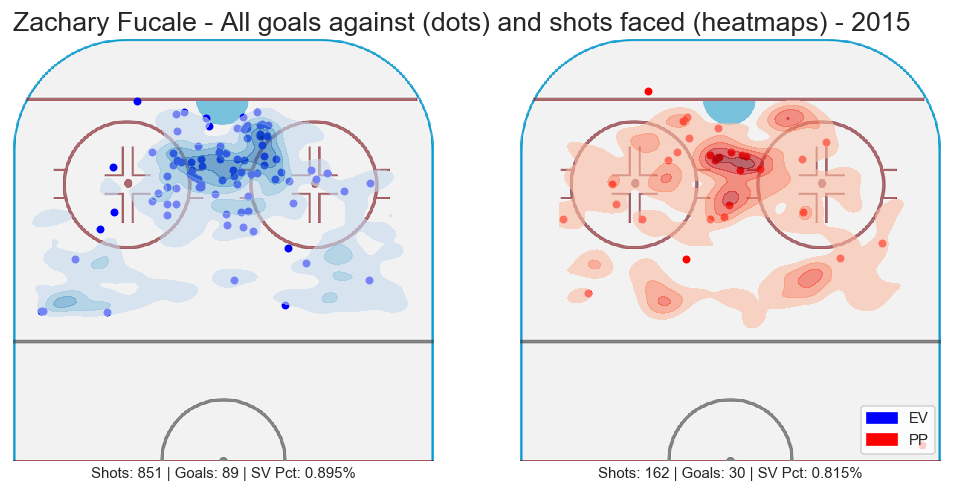 Zachary Fucale - All goals against (dots) and shots faced (heatmaps) - 2015
EV
PP
Shots: 851 | Goals: 89 | SV Pct: 0.895%
Shots: 162 | Goals: 30 | SV Pct: 0.815%